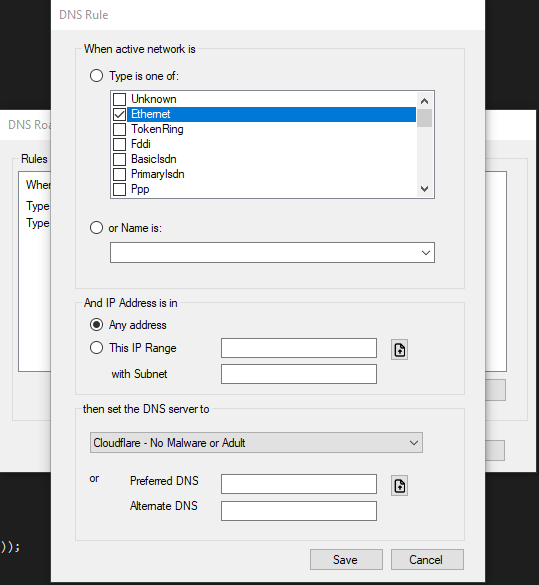 DNS Rule
When active network is
Type is one of:
Unknown
Ethernet
TokenRing
Fddi
BasicIsdn
PrimaryIsdn
Ppp
or Name is:
And IP Address is in
Any address
This IP Range
with Subnet
then set the DNS server to
Cloudflare - No Malware or Adult
or
Preferred DNS
Alternate DNS
Save
Cancel
DNS Roa
Rules
Wher
Type
Type
));